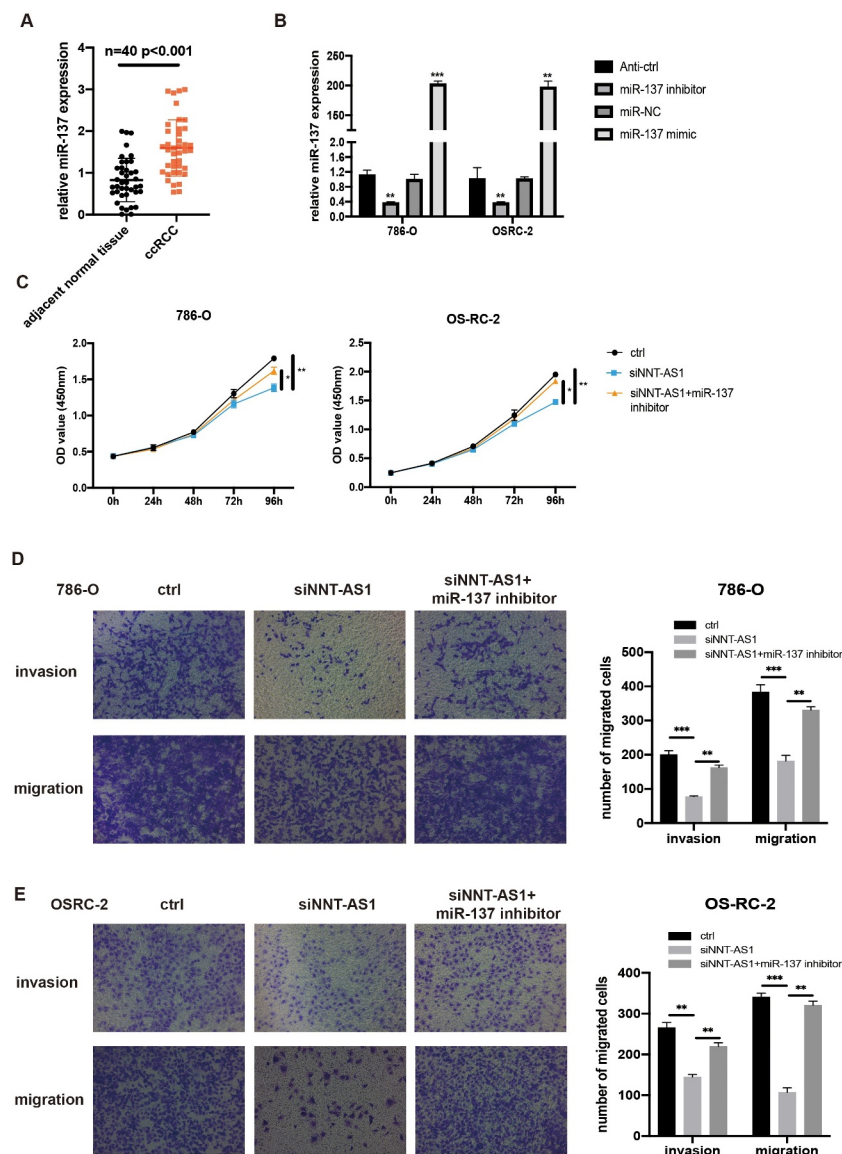 A
n=40 p<0.001
relative miR-137 expression
4
3
2
1
0
adjacent normal tissue
ccRCC
B
relative miR-137 expression
250
200
150
100
2.0
1.6
1.2
0.8
0.4
0.0
**
***
**
**
786-O
OSRC-2
Anti-ctrl
miR-137 inhibitor
miR-NC
miR-137 mimic
C
786-O
OD value (450nm)
2.0
1.5
1.0
0.5
0.0
0h 24h 48h 72h 96h
* **
OS-RC-2
OD value (450nm)
2.5
2.0
1.5
1.0
0.5
0.0
0h 24h 48h 72h 96h
* **
ctrl
siNNT-AS1
siNNT-AS1+miR-137
inhibitor
D
786-O ctrl siNNT-AS1 siNNT-AS1+
miR-137 inhibitor
invasion
migration
786-O
ctrl
siNNT-AS1
siNNT-AS1+miR-137 inhibitor
number of migrated cells
500
400
300
200
100
0
*** ** *** **
invasion migration
E
OSRC-2 ctrl siNNT-AS1 siNNT-AS1+
miR-137 inhibitor
invasion
migration
OS-RC-2
ctrl
siNNT-AS1
siNNT-AS1+miR-137 inhibitor
number of migrated cells
400
300
200
100
0
** ** *** **
invasion migration